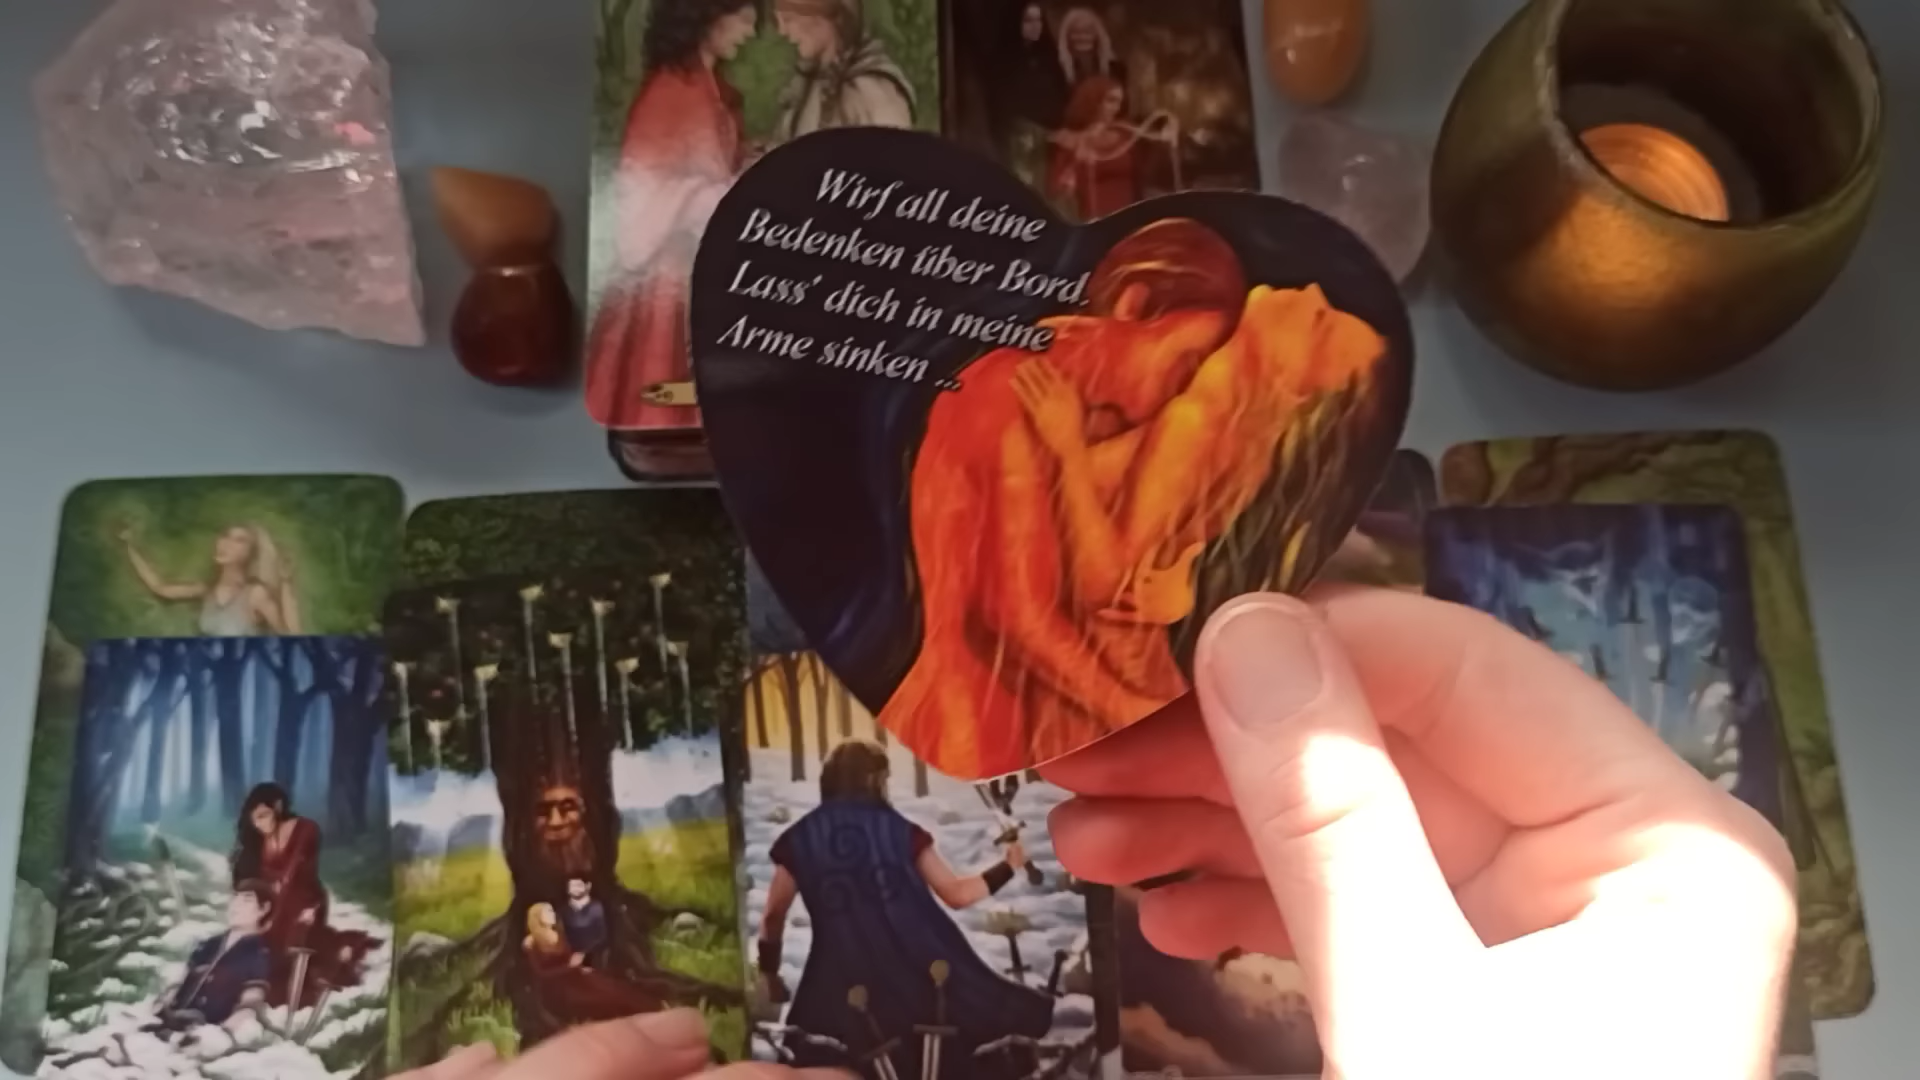 Wirf all deine
Bedenken über Bord,
Lass' dich in meine
Arme sinken ...